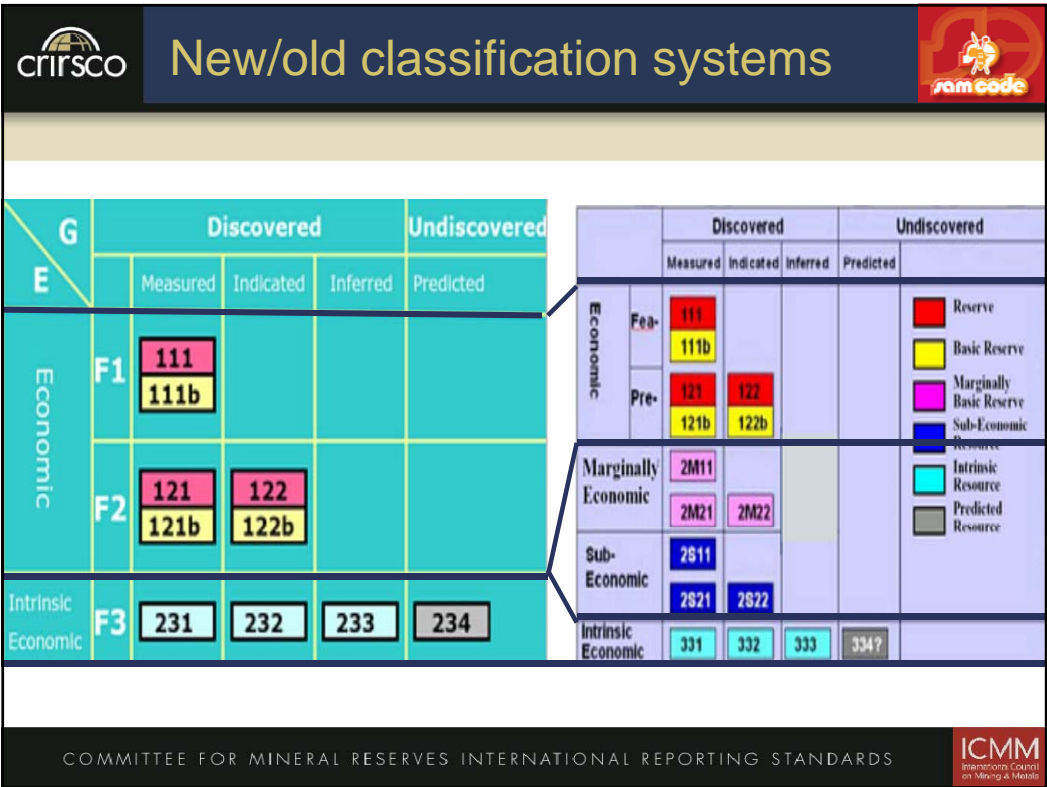 crirsco
New/old classification systems
samcode
G
E
Discovered
Undiscovered
Measured
Indicated
Inferred
Predicted
Economic
F1
111
111b
F2
121
122
121b
122b
Intrinsic
Economic
F3
231
232
233
234
Discovered
Undiscovered
Measured
Indicated
Inferred
Predicted
Economic
Fea-
111
111b
Pre-
121
122
121b
122b
Marginally
Economic
2M11
2M21
2M22
Sub-
Economic
2S11
2S21
2S22
Intrinsic
Economic
331
332
333
334?
Reserve
Basic Reserve
Marginally
Basic Reserve
Sub-Economic
Resource
Intrinsic
Resource
Predicted
Resource
COMMITTEE FOR MINERAL RESERVES INTERNATIONAL REPORTING STANDARDS
ICMM
International Council
on Mining & Metals